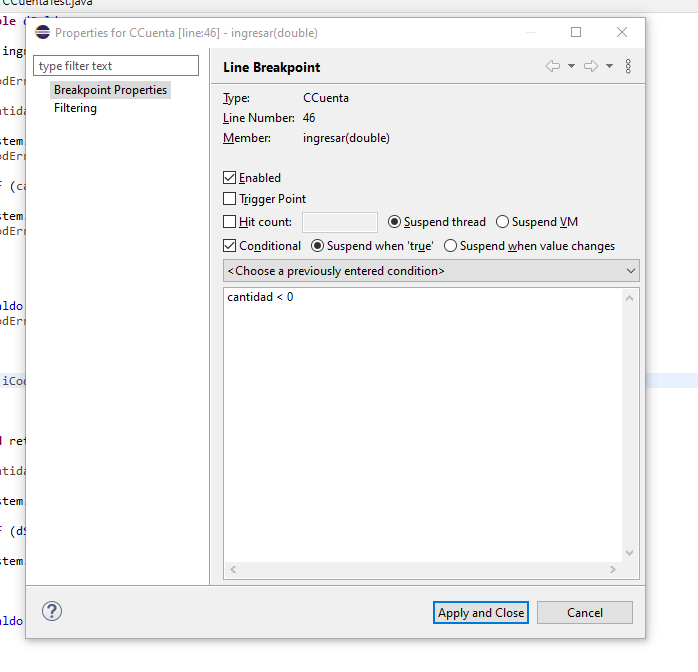 CCuentaTest.java
Properties for CCuenta [line:46] - ingresar(double)
type filter text
Breakpoint Properties
Filtering
Line Breakpoint
Type: CCuenta
Line Number: 46
Member: ingresar(double)
Enabled
Trigger Point
Hit count: Suspend thread Suspend VM
Conditional Suspend when 'true' Suspend when value changes
<Choose a previously entered condition>
cantidad < 0
Apply and Close Cancel